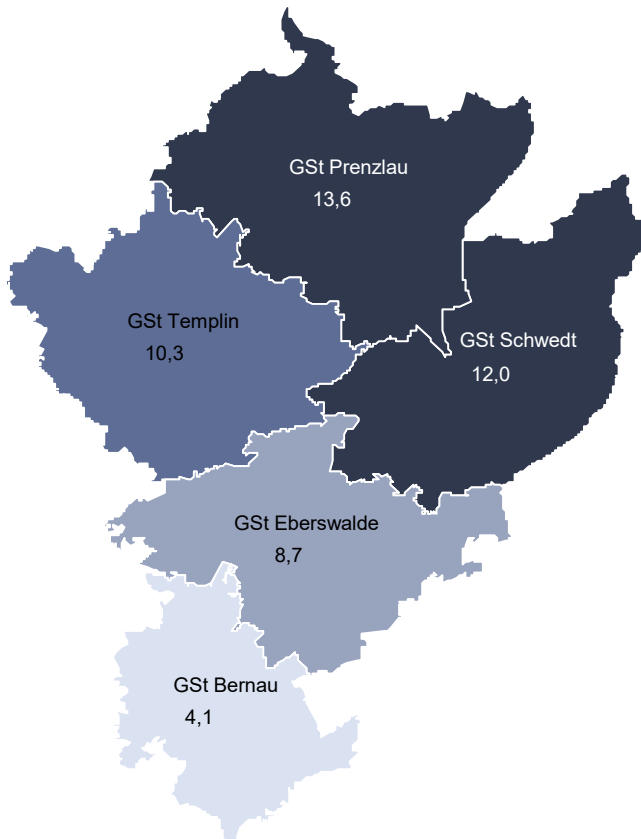 GSt Prenzlau
13,6
GSt Templin
10,3
GSt Schwedt
12,0
GSt Eberswalde
8,7
GSt Bernau
4,1